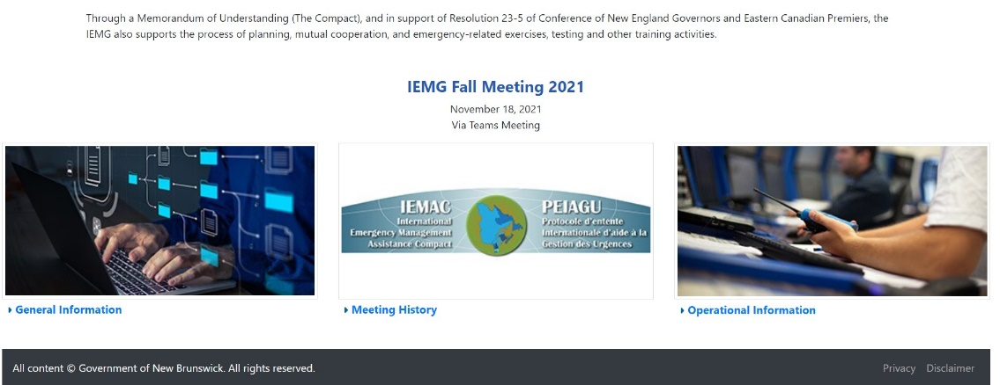 Through a Memorandum of Understanding (The Compact), and in support of Resolution 23-5 of Conference of New England Governors and Eastern Canadian Premiers, the
IEMG also supports the process of planning, mutual cooperation, and emergency-related exercises, testing and other training activities.
IEMG Fall Meeting 2021
November 18, 2021
Via Teams Meeting
IEMAC
International
Emergency Management
Assistance Compact
PEIAGU
Protocole d'entente
Internationale d'aide à la
Gestion des Urgences
General Information
Meeting History
Operational Information
All content © Government of New Brunswick. All rights reserved.
Privacy Disclaimer